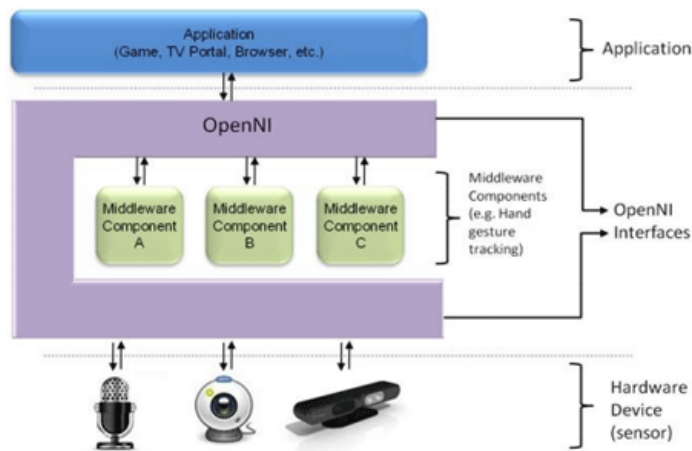 Application
(Game, TV Portal, Browser, etc.)
Application
OpenNI
Middleware
Component
A
Middleware
Component
B
Middleware
Component
C
Middleware
Components
(e.g. Hand
gesture
tracking)
OpenNI
Interfaces
Hardware
Device
(sensor)